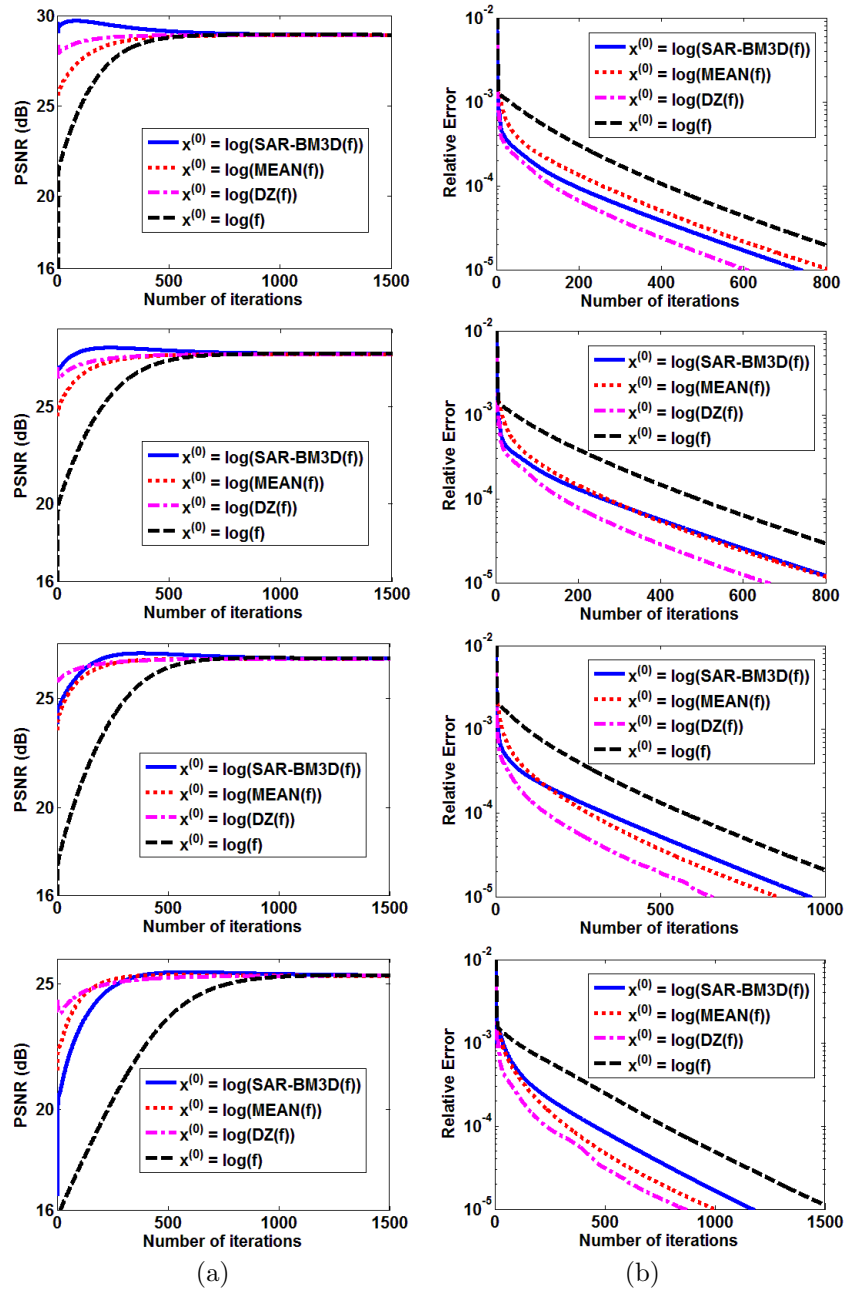 30
25
20
16
PSNR (dB)
x(0) = log(SAR-BM3D(f))
x(0) = log(MEAN(f))
x(0) = log(DZ(f))
x(0) = log(f)
0
500
1000
1500
Number of iterations
10-2
10-3
10-4
10-5
Relative Error
x(0) = log(SAR-BM3D(f))
x(0) = log(MEAN(f))
x(0) = log(DZ(f))
x(0) = log(f)
0
200
400
600
800
Number of iterations
25
20
16
PSNR (dB)
x(0) = log(SAR-BM3D(f))
x(0) = log(MEAN(f))
x(0) = log(DZ(f))
x(0) = log(f)
0
500
1000
1500
Number of iterations
10-2
10-3
10-4
10-5
Relative Error
x(0) = log(SAR-BM3D(f))
x(0) = log(MEAN(f))
x(0) = log(DZ(f))
x(0) = log(f)
0
200
400
600
800
Number of iterations
25
20
16
PSNR (dB)
x(0) = log(SAR-BM3D(f))
x(0) = log(MEAN(f))
x(0) = log(DZ(f))
x(0) = log(f)
0
500
1000
1500
Number of iterations
10-2
10-3
10-4
10-5
Relative Error
x(0) = log(SAR-BM3D(f))
x(0) = log(MEAN(f))
x(0) = log(DZ(f))
x(0) = log(f)
0
500
1000
Number of iterations
25
20
16
PSNR (dB)
x(0) = log(SAR-BM3D(f))
x(0) = log(MEAN(f))
x(0) = log(DZ(f))
x(0) = log(f)
0
500
1000
1500
Number of iterations
10-2
10-3
10-4
10-5
Relative Error
x(0) = log(SAR-BM3D(f))
x(0) = log(MEAN(f))
x(0) = log(DZ(f))
x(0) = log(f)
0
500
1000
1500
Number of iterations
(a)
(b)